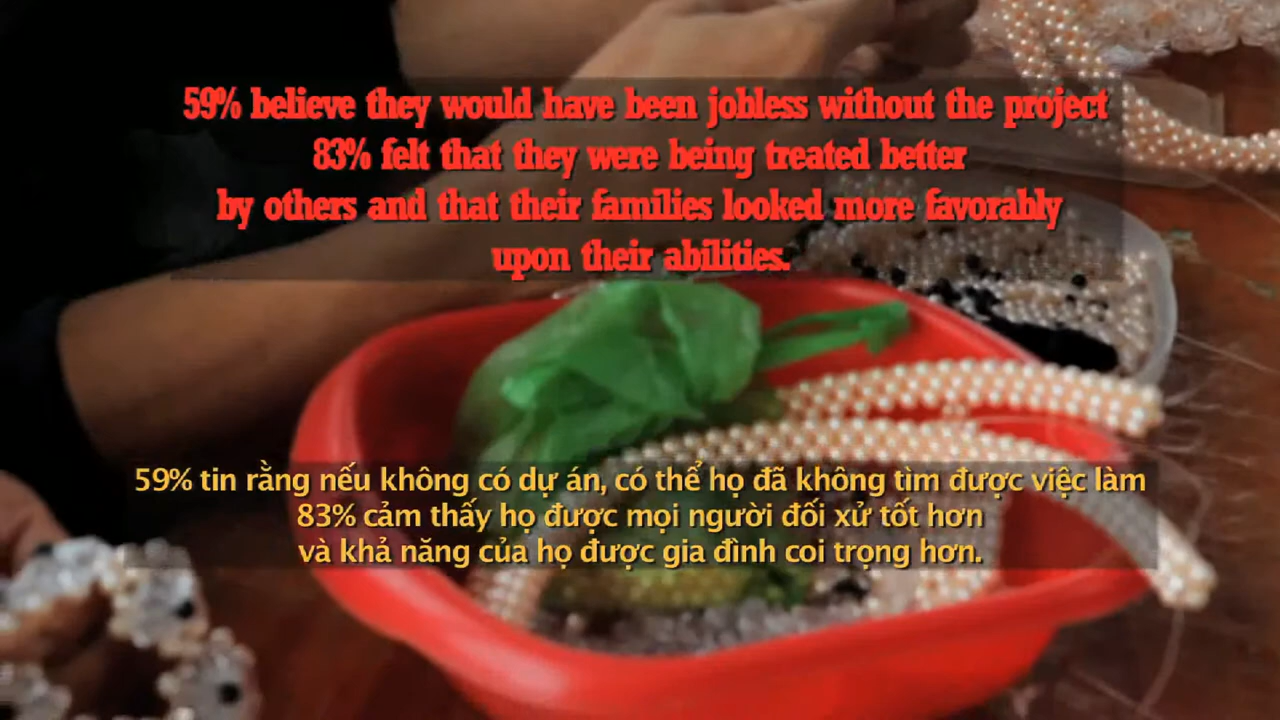 59% believe they would have been jobless without the project
83% felt that they were being treated better
by others and that their families looked more favorably
upon their abilities.
59% tin rằng nếu không có dự án, có thể họ đã không tìm được việc làm
83% cảm thấy họ được mọi người đối xử tốt hơn
và khả năng của họ được gia đình coi trọng hơn.